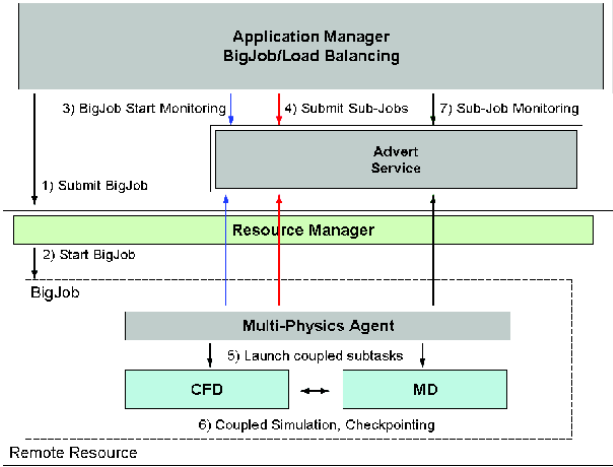 Application Manager
BigJob/Load Balancing
3) BigJob Start Monitoring
4) Submit Sub-Jobs
7) Sub-Job Monitoring
Advert
Service
1) Submit BigJob
Resource Manager
2) Start BigJob
BigJob
Multi-Physics Agent
5) Launch coupled subtasks
CFD
MD
6) Coupled Simulation, Checkpointing
Remote Resource